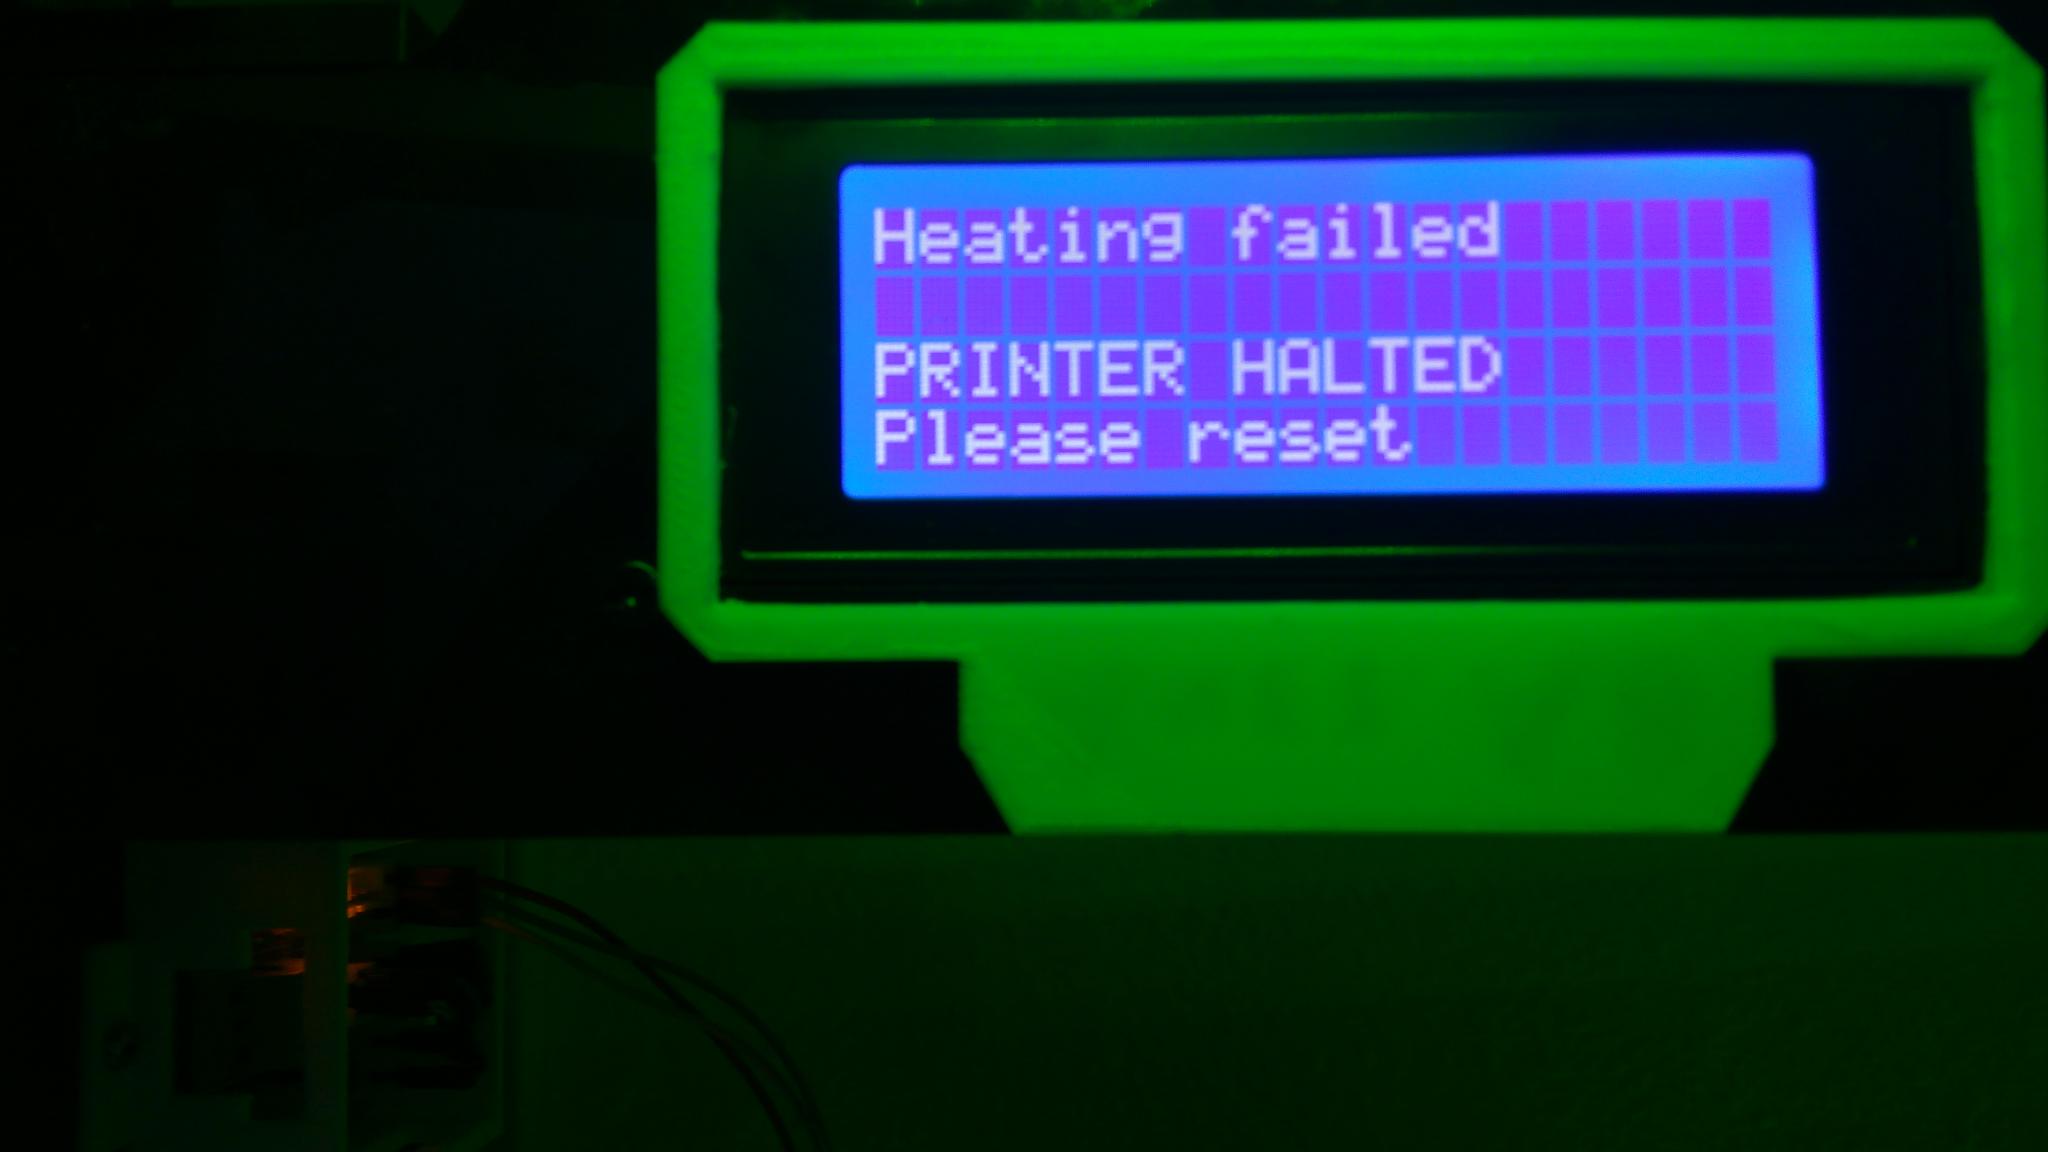 Heating failed
PRINTER HALTED
Please reset